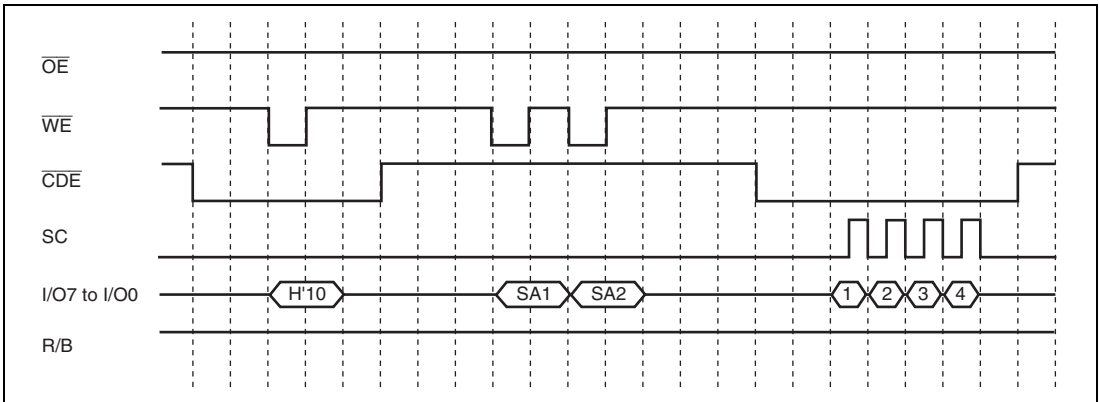 OE
WE
CDE
SC
I/O7 to I/O0 H'10 SA1 SA2 1 2 3 4
R/B